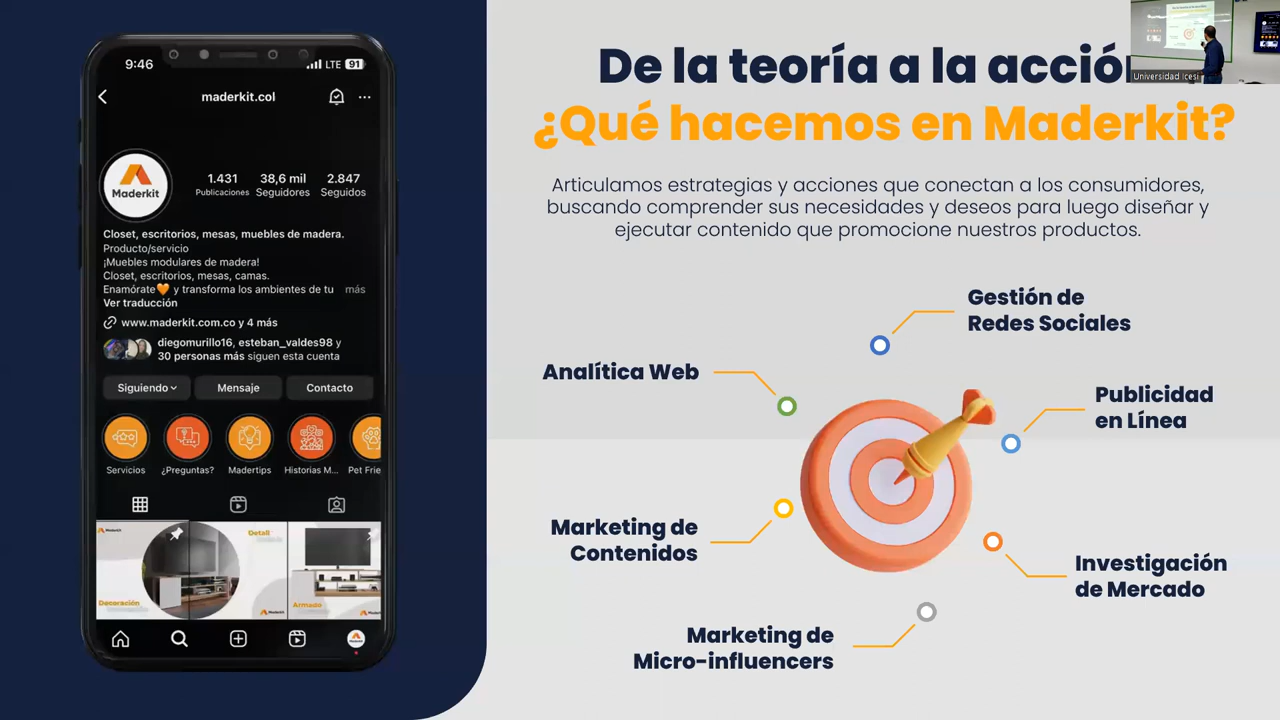 9:46
LTE 91
maderkit.col
Maderkit
1.431
Publicaciones
38,6 mil
Seguidores
2.847
Seguidos
Closet, escritorios, mesas, muebles de madera.
Producto/servicio
¡Muebles modulares de madera!
Closet, escritorios, mesas, camas.
Enamórate🧡 y transforma los ambientes de tu más
Ver traducción
www.maderkit.com.co y 4 más
diegomurillo16, esteban_valdes98 y
30 personas más siguen esta cuenta
Siguiendo
Mensaje
Contacto
Servicios
¿Preguntas?
Madertips
Historias M...
Pet Frie
Maderkit
Detall
Decoración
Maderkit
Armado
Maderkit
De la teoría a la acció
¿Qué hacemos en Maderkit?
Articulamos estrategias y acciones que conectan a los consumidores,
buscando comprender sus necesidades y deseos para luego diseñar y
ejecutar contenido que promocione nuestros productos.
Gestión de
Redes Sociales
Analítica Web
Publicidad
en Línea
Marketing de
Contenidos
Investigación
de Mercado
Marketing de
Micro-influencers
Universidad Icesi